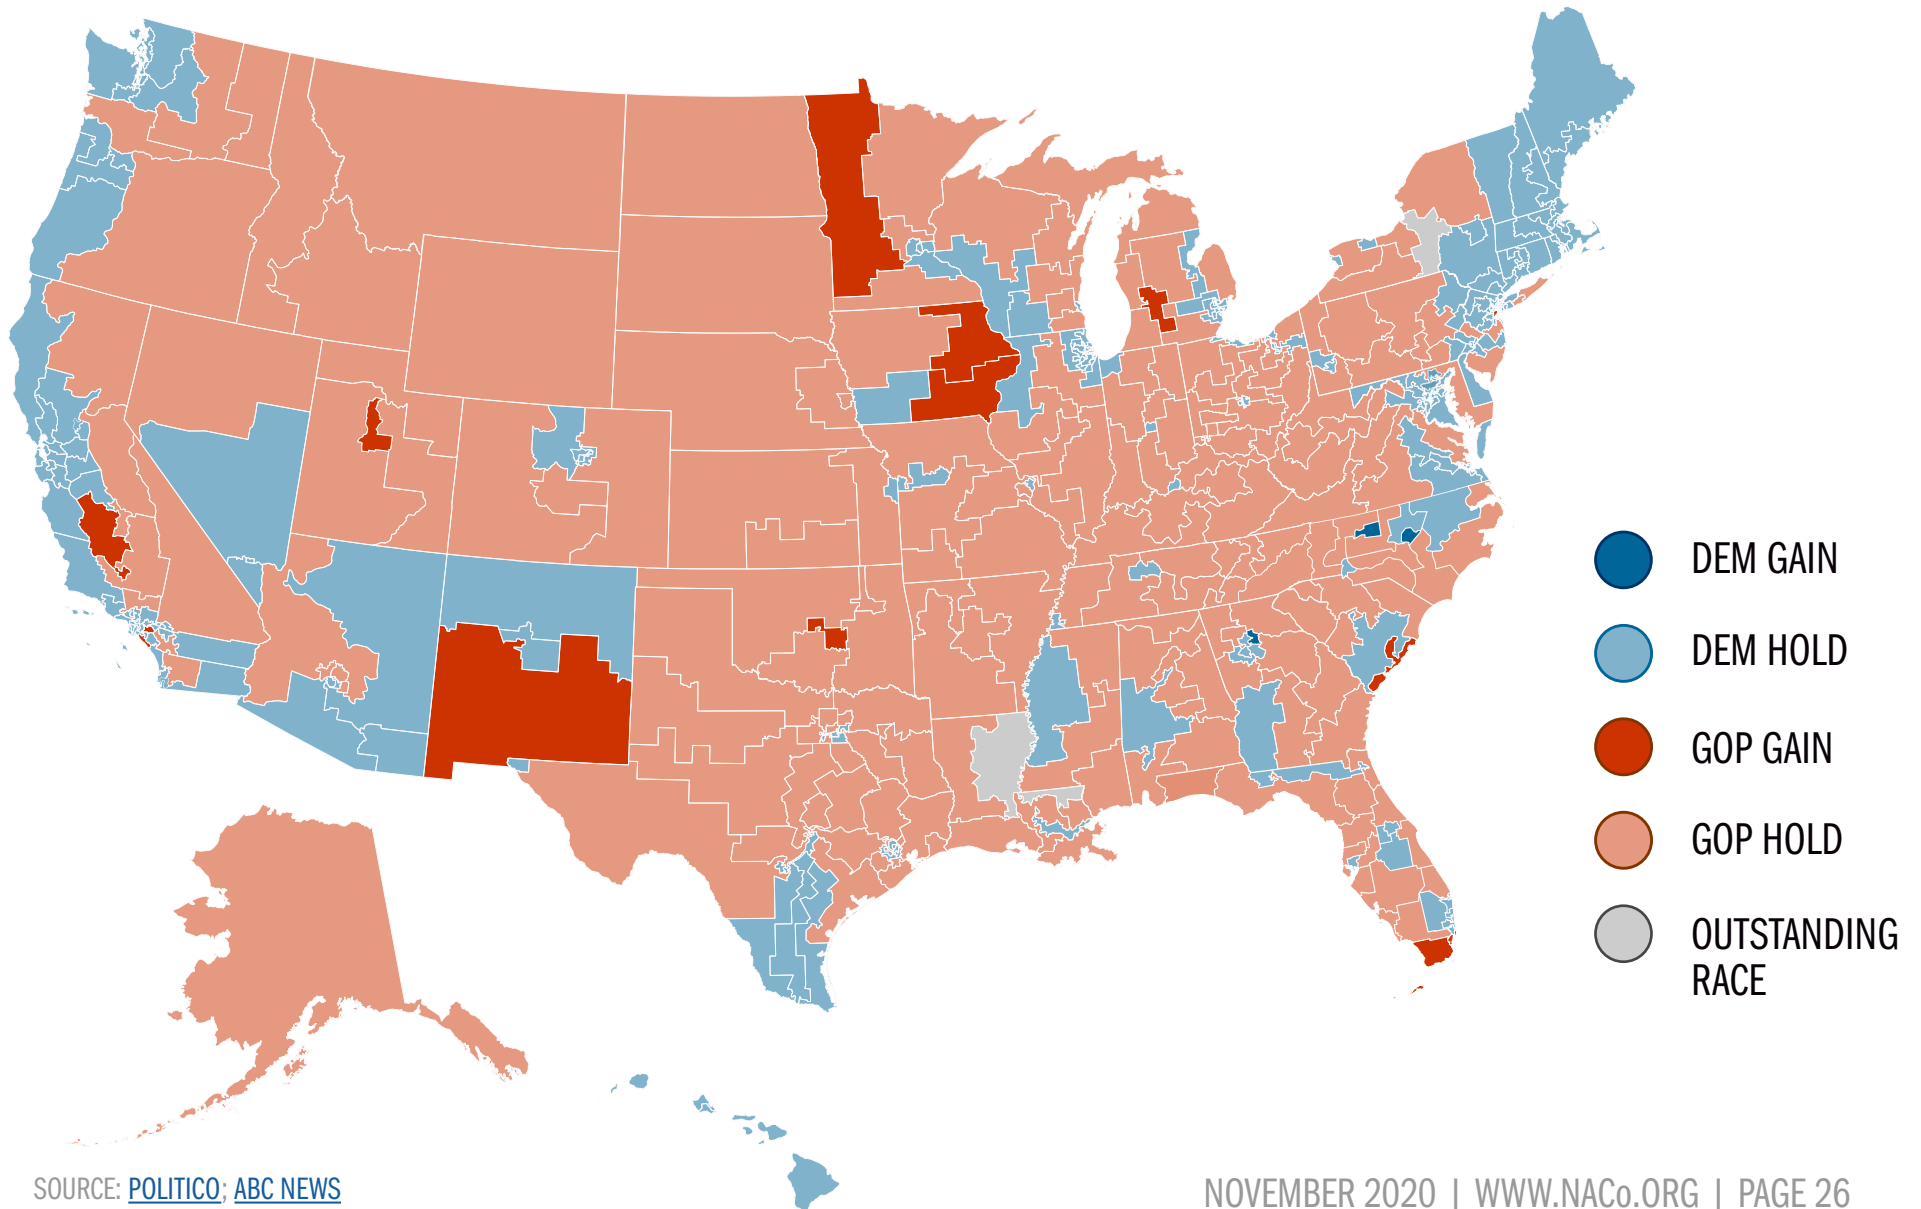 DEM GAIN
DEM HOLD
GOP GAIN
GOP HOLD
OUTSTANDING
RACE
SOURCE: POLITICO; ABC NEWS
NOVEMBER 2020 | WWW.NACo.ORG | PAGE 26